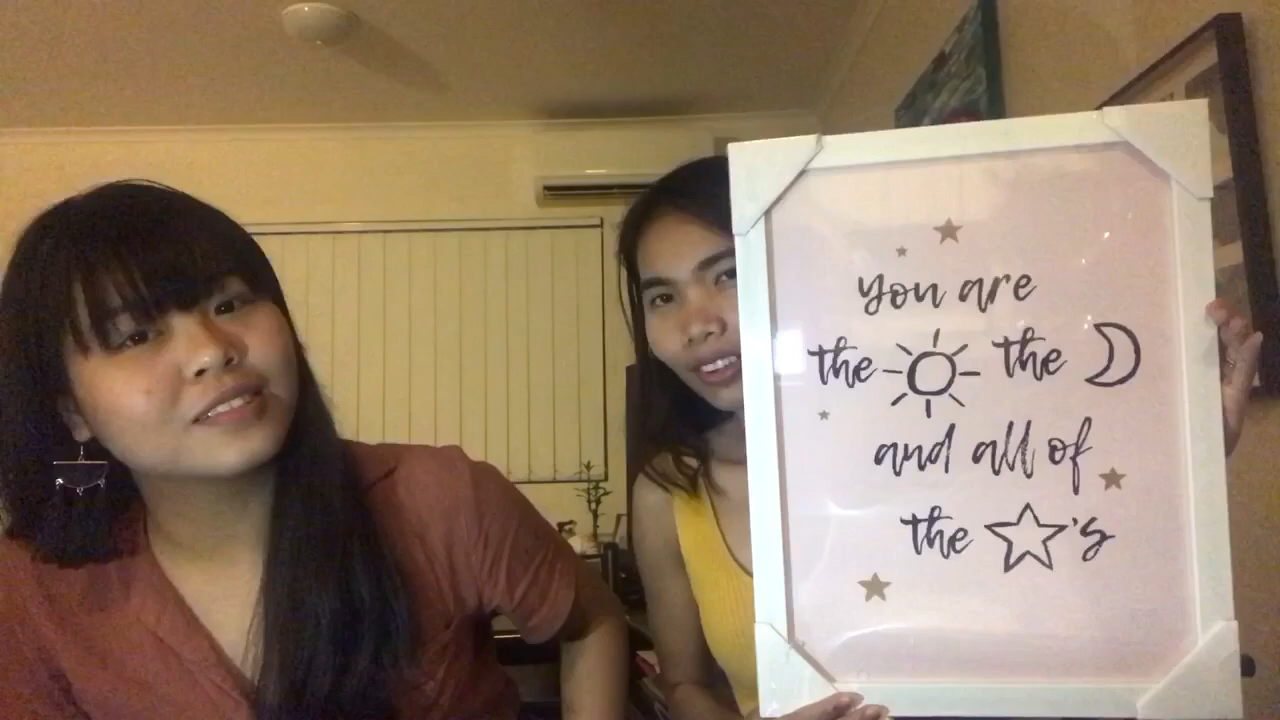 you are
the the
and all of
the 's